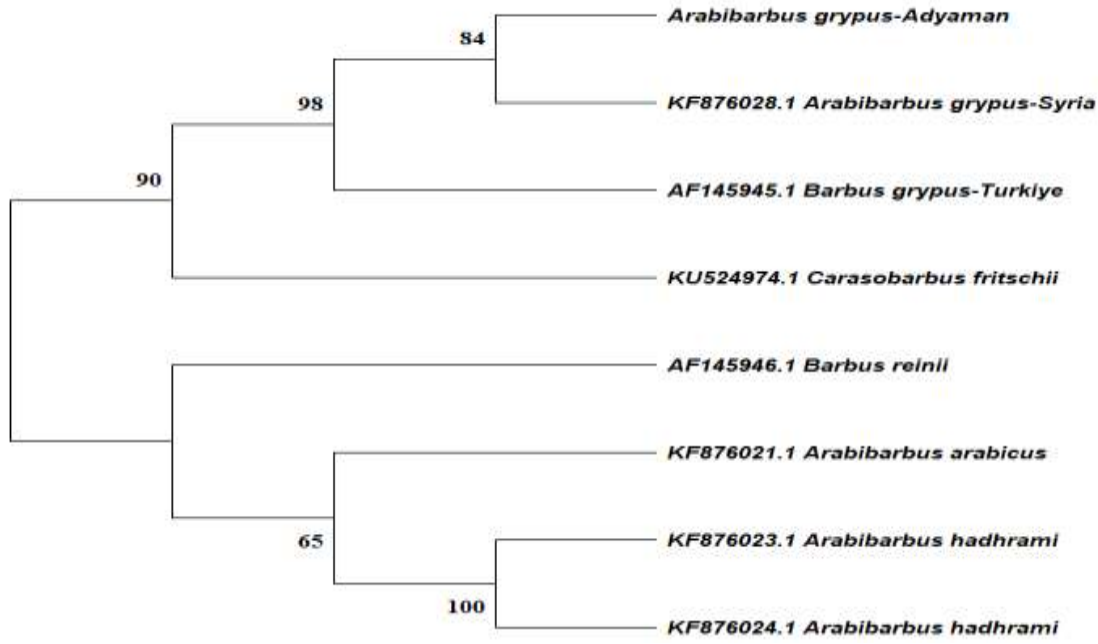 Arabibarbus grypus-Adyaman
84
KF876028.1 Arabibarbus grypus-Syria
98
90
AF145945.1 Barbus grypus-Turkiye
KU524974.1 Carasobarbus fritschii
AF145946.1 Barbus reinii
KF876021.1 Arabibarbus arabicus
65
KF876023.1 Arabibarbus hadhrami
100
KF876024.1 Arabibarbus hadhrami